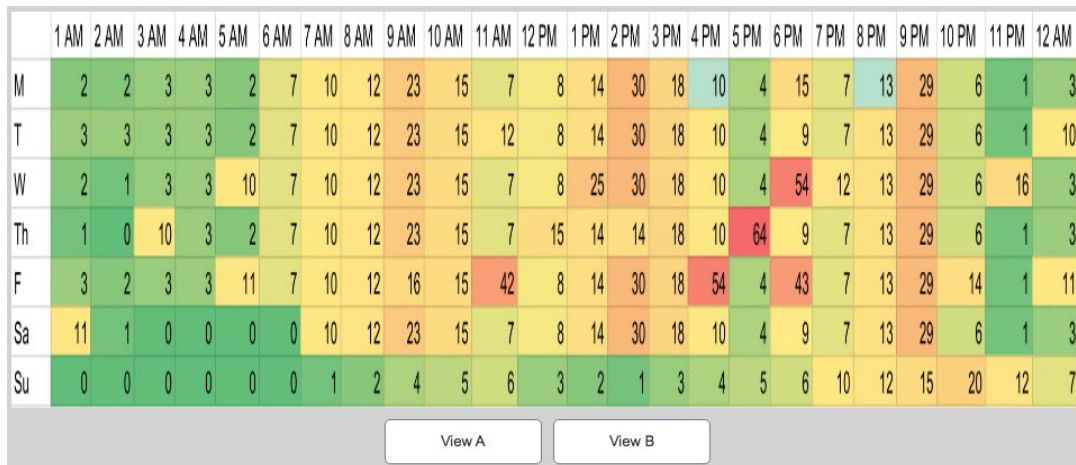 1 AM 2 AM 3 AM 4 AM 5 AM 6 AM 7 AM 8 AM 9 AM 10 AM 11 AM 12 PM 1 PM 2 PM 3 PM 4 PM 5 PM 6 PM 7 PM 8 PM 9 PM 10 PM 11 PM 12 AM
M 2 2 3 3 2 7 10 12 23 15 7 8 14 30 18 10 4 15 7 13 29 6 1 3
T 3 3 3 3 2 7 10 12 23 15 12 8 14 30 18 10 4 9 7 13 29 6 1 10
W 2 1 3 3 10 7 10 12 23 15 7 8 25 30 18 10 4 54 12 13 29 6 16 3
Th 1 0 10 3 2 7 10 12 23 15 7 15 14 14 18 10 64 9 7 13 29 6 1 3
F 3 2 3 3 11 7 10 12 16 15 42 8 14 30 18 54 4 43 7 13 29 14 1 11
Sa 11 1 0 0 0 0 10 12 23 15 7 8 14 30 18 10 4 9 7 13 29 6 1 3
Su 0 0 0 0 0 0 1 2 4 5 6 3 2 1 3 4 5 6 10 12 15 20 12 7
View A View B